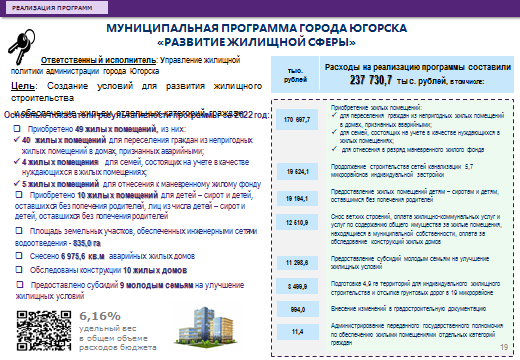 РЕАЛИЗАЦИЯ ПРОГРАММ
МУНИЦИПАЛЬНАЯ ПРОГРАММА ГОРОДА ЮГОРСКА
«РАЗВИТИЕ ЖИЛИЩНОЙ СФЕРЫ»
Ответственный исполнитель: Управление жилищной
политики администрации города Югорска
Цель: Создание условий для развития жилищного
строительства
и обеспечение жильем отдельных категорий граждан
Основные показатели результативности программы за 2022 год:
❑ Приобретено 49 жилых помещений, из них:
✓ 40 жилых помещений для переселения граждан из непригодных
жилых помещений в домах, признанных аварийными;
✓ 4 жилых помещения для семей, состоящих на учете в качестве
нуждающихся в жилых помещениях;
✓ 5 жилых помещений для отнесения к маневренному жилому фонду
❑ Приобретено 10 жилых помещений для детей – сирот и детей,
оставшихся без попечения родителей, лиц из числа детей – сирот и
детей, оставшихся без попечения родителей
❑ Площадь земельных участков, обеспеченных инженерными сетями
водоотведения - 835,0 га
❑ Снесено 6 975,6 кв.м аварийных жилых домов
❑ Обследованы конструкции 10 жилых домов
❑ Предоставлено субсидий 9 молодым семьям на улучшение
жилищных условий
6,16%
удельный вес
в общем объеме
расходов бюджета
тыс.
рублей
Расходы на реализацию программы составили
237 730,7 тыс. рублей, в том числе:
170 697,7
Приобретение жилых помещений:
✓ для переселения граждан из непригодных жилых помещений
в домах, признанных аварийными;
✓ для семей, состоящих на учете в качестве нуждающихся в
жилых помещениях;
✓ для отнесения в разряд маневренного жилого фонда
19 524,1
Продолжение строительства сетей канализации 5, 7
микрорайонов индивидуальной застройки
19 194,1
Предоставление жилых помещений детям – сиротам и детям,
оставшимся без попечения родителей
12 510,9
Снос ветхих строений, оплата жилищно-коммунальных услуг и
услуг по содержанию общего имущества за жилые помещения,
находящиеся в муниципальной собственности, оплата за
обследование конструкций жилых домов
11 298,6
Предоставление субсидий молодым семьям на улучшение
жилищных условий
3 499,9
Подготовка 4,9 га территорий для индивидуального жилищного
строительства и отсыпка грунтовых дорог в 19 микрорайоне
994,0
Внесение изменений в градостроительную документацию
11,4
Администрирование переданного государственного полномочия
по обеспечению жилыми помещениями отдельных категорий
граждан
19